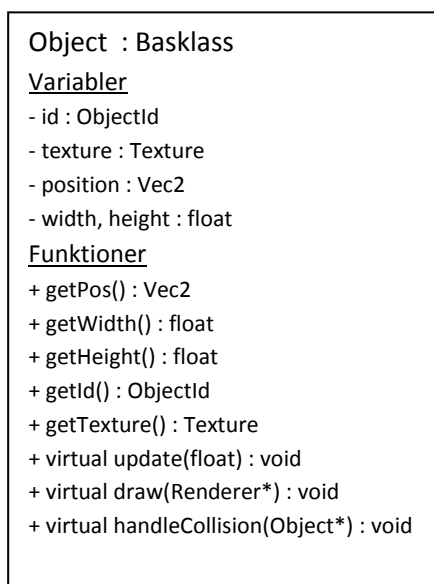 Object : Basklass
Variabler
- id : ObjectId
- texture : Texture
- position : Vec2
- width, height : float
Funktioner
+ getPos() : Vec2
+ getWidth() : float
+ getHeight() : float
+ getId() : ObjectId
+ getTexture() : Texture
+ virtual update(float) : void
+ virtual draw(Renderer*) : void
+ virtual handleCollision(Object*) : void